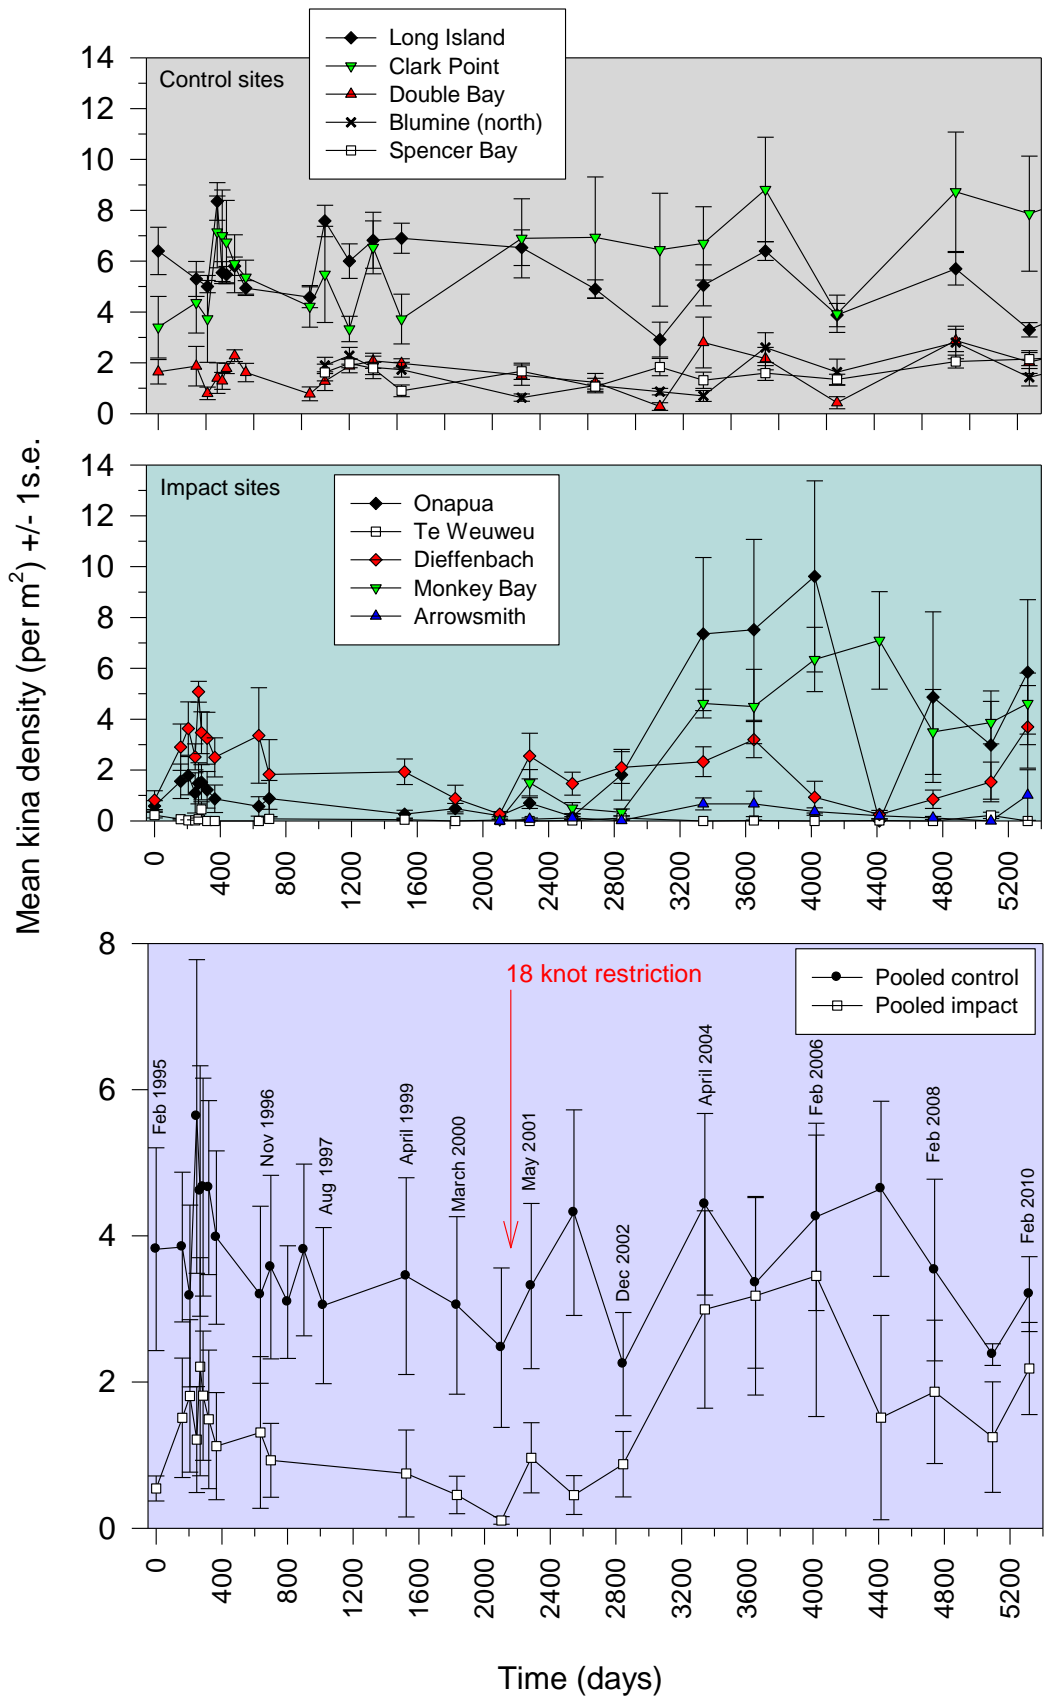 Long Island
Clark Point
Double Bay
Blumine (north)
Spencer Bay
Control sites
14
12
10
8
6
4
2
0
Mean kina density (per m2) +/- 1s.e.
Impact sites
Onapua
Te Weuweu
Dieffenbach
Monkey Bay
Arrowsmith
14
12
10
8
6
4
2
0
0
400
800
1200
1600
2000
2400
2800
3200
3600
4000
4400
4800
5200
18 knot restriction
Pooled control
Pooled impact
8
6
4
2
0
Feb 1995
Nov 1996
Aug 1997
April 1999
March 2000
May 2001
Dec 2002
April 2004
Feb 2006
Feb 2008
Feb 2010
0
400
800
1200
1600
2000
2400
2800
3200
3600
4000
4400
4800
5200
Time (days)